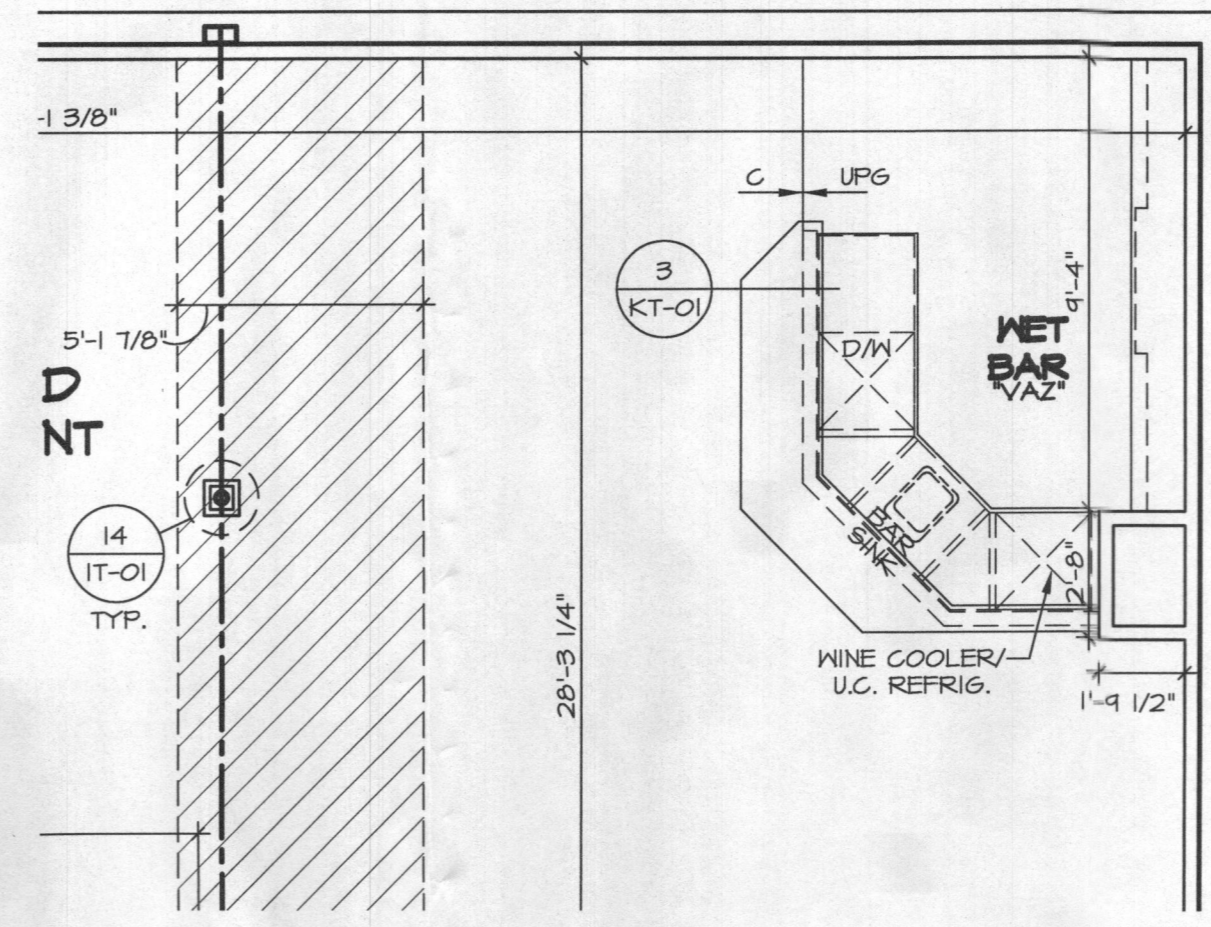 -1 3/8"
C UPG
3
KT-01
9'-4"
5'-1 7/8"
D/W
WET
BAR
"VAZ"
D
NT
14
IT-01
TYP.
BAR
SINK
2'-8"
28'-3 1/4"
WINE COOLER/
U.C. REFRIG.
1'-9 1/2"